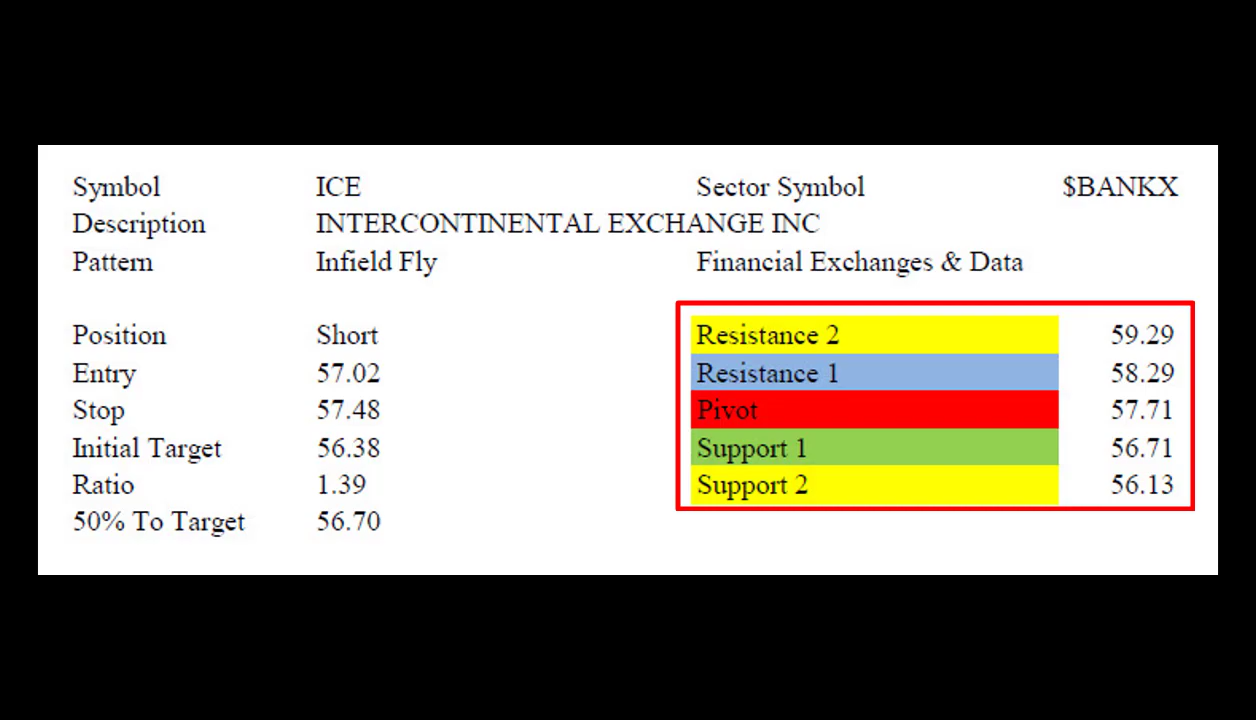 Symbol ICE Sector Symbol $BANKX
Description INTERCONTINENTAL EXCHANGE INC
Pattern Infield Fly Financial Exchanges & Data
Position Short Resistance 2 59.29
Entry 57.02 Resistance 1 58.29
Stop 57.48 Pivot 57.71
Initial Target 56.38 Support 1 56.71
Ratio 1.39 Support 2 56.13
50% To Target 56.70